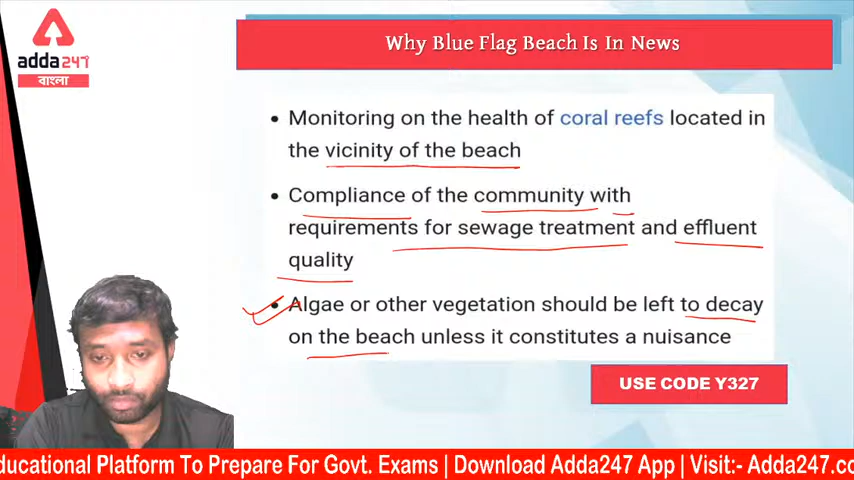 adda247
বাংলা
Why Blue Flag Beach Is In News
• Monitoring on the health of coral reefs located in
the vicinity of the beach
• Compliance of the community with
requirements for sewage treatment and effluent
quality
• Algae or other vegetation should be left to decay
on the beach unless it constitutes a nuisance
USE CODE Y327
ducational Platform To Prepare For Govt. Exams | Download Adda247 App | Visit:- Adda247.co